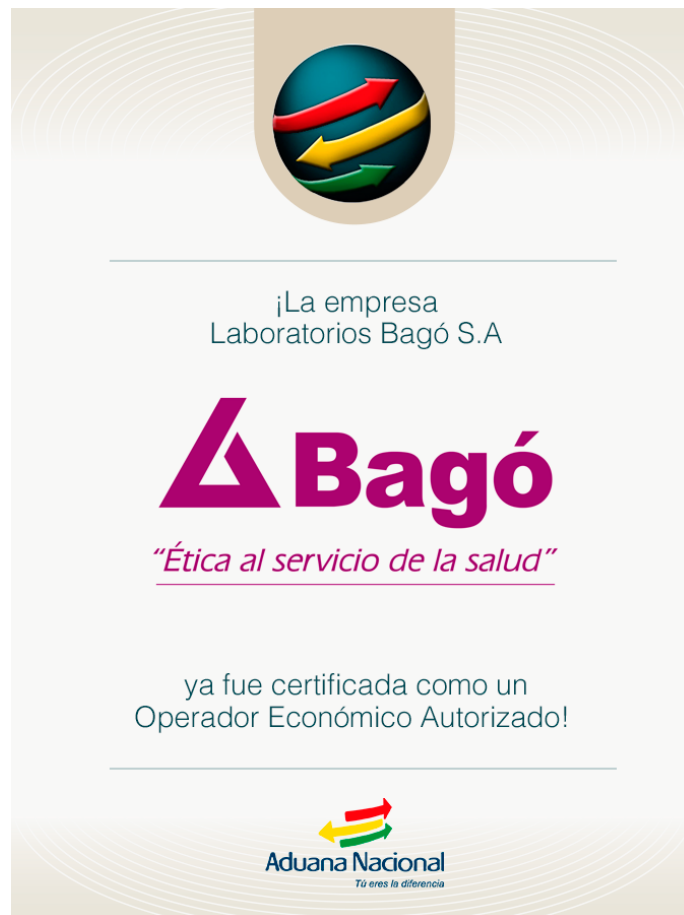 ¡La empresa
Laboratorios Bagó S.A
Bagó
“Ética al servicio de la salud”
ya fue certificada como un
Operador Económico Autorizado!
Aduana Nacional
Tú eres la diferencia